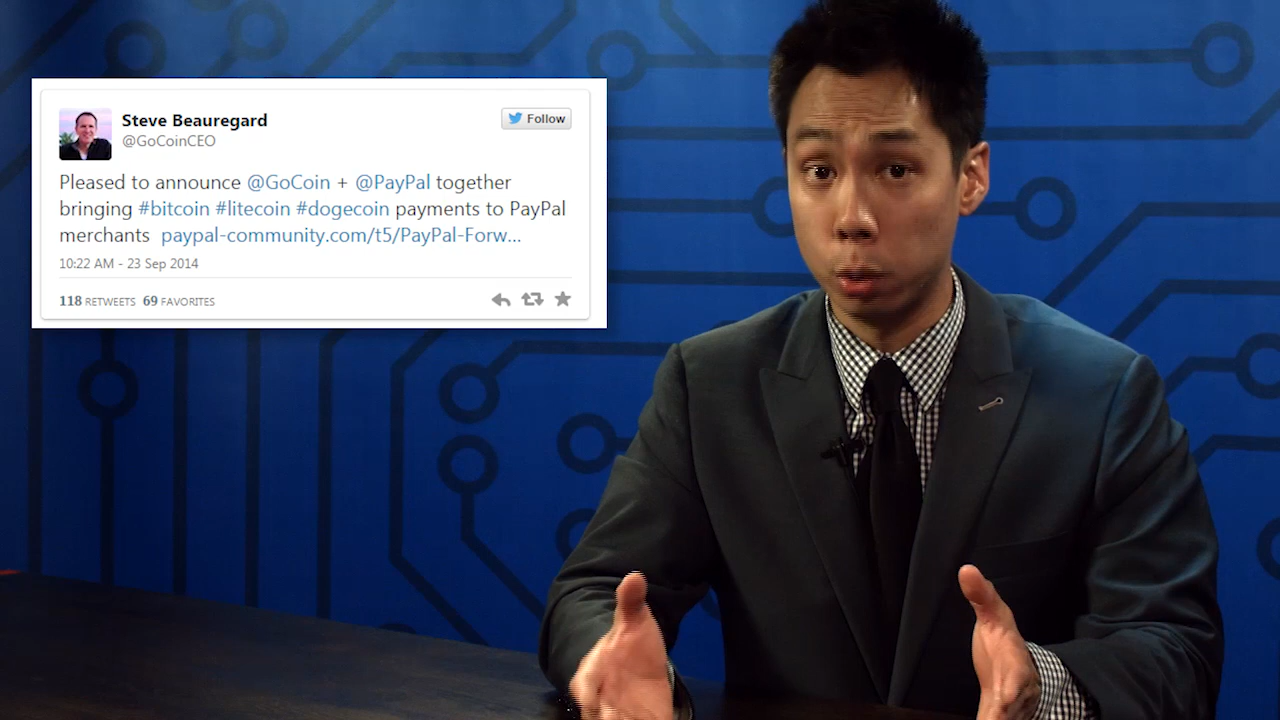 Steve Beauregard
Follow
@GoCoinCEO
Pleased to announce @GoCoin + @PayPal together
bringing #bitcoin #litecoin #dogecoin payments to PayPal
merchants paypal-community.com/t5/PayPal-Forw...
10:22 AM - 23 Sep 2014
118 RETWEETS 69 FAVORITES